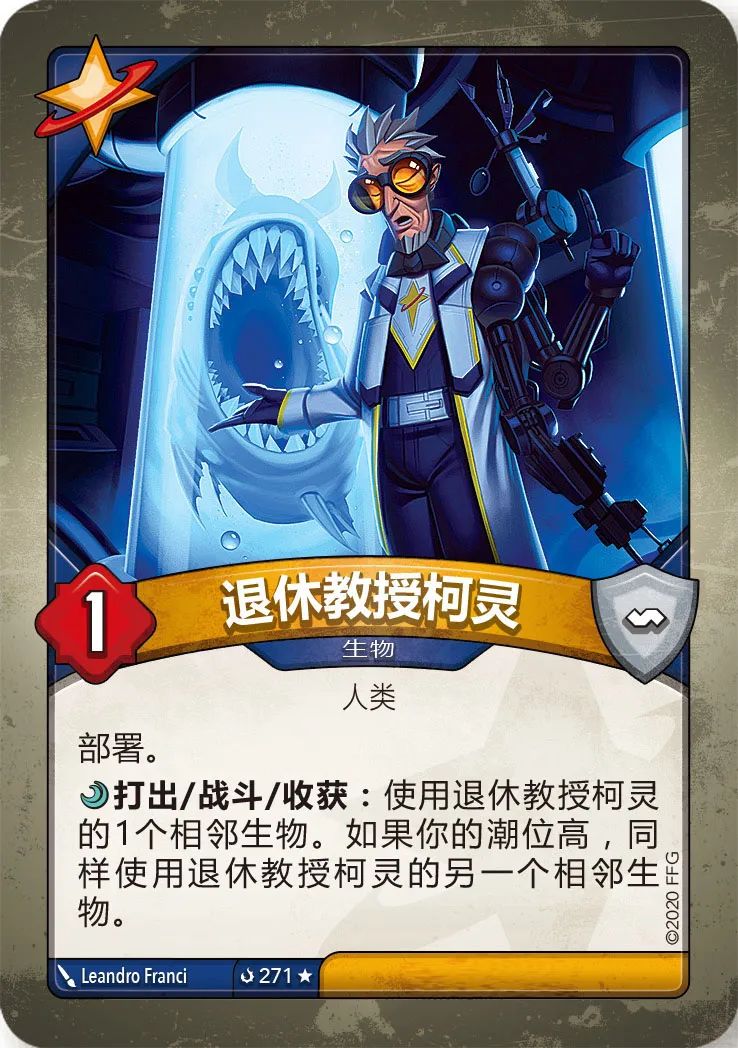 1
退休教授柯灵
生物
人类
部署。
打出/战斗/收获：使用退休教授柯灵
的1个相邻生物。如果你的潮位高，同
样使用退休教授柯灵的另一个相邻生
物。
©2020 FFG
Leandro Franci
271